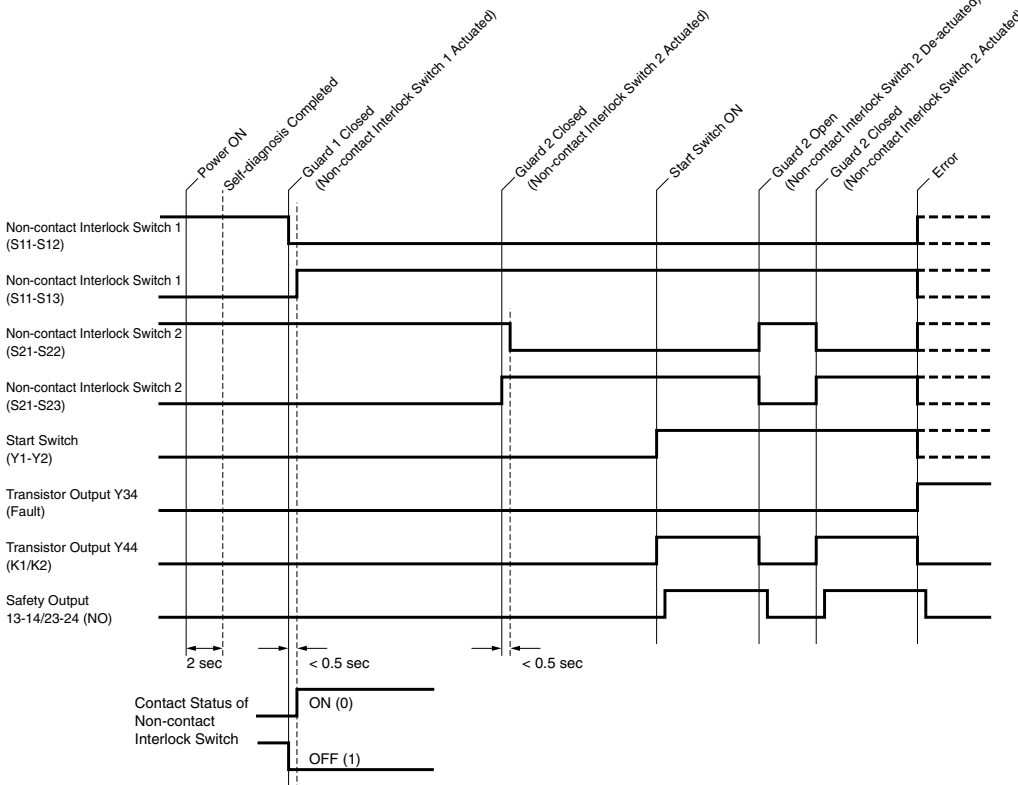 Power ON
Self-diagnosis Completed
Guard 1 Closed
(Non-contact Interlock Switch 1 Actuated)
Guard 2 Closed
(Non-contact Interlock Switch 2 Actuated)
Start Switch ON
Guard 2 Open
(Non-contact Interlock Switch 2 De-actuated)
Guard 2 Closed
(Non-contact Interlock Switch 2 Actuated)
Error
Non-contact Interlock Switch 1
(S11-S12)
Non-contact Interlock Switch 1
(S11-S13)
Non-contact Interlock Switch 2
(S21-S22)
Non-contact Interlock Switch 2
(S21-S23)
Start Switch
(Y1-Y2)
Transistor Output Y34
(Fault)
Transistor Output Y44
(K1/K2)
Safety Output
13-14/23-24 (NO)
2 sec
< 0.5 sec
< 0.5 sec
Contact Status of
Non-contact
Interlock Switch
ON (0)
OFF (1)